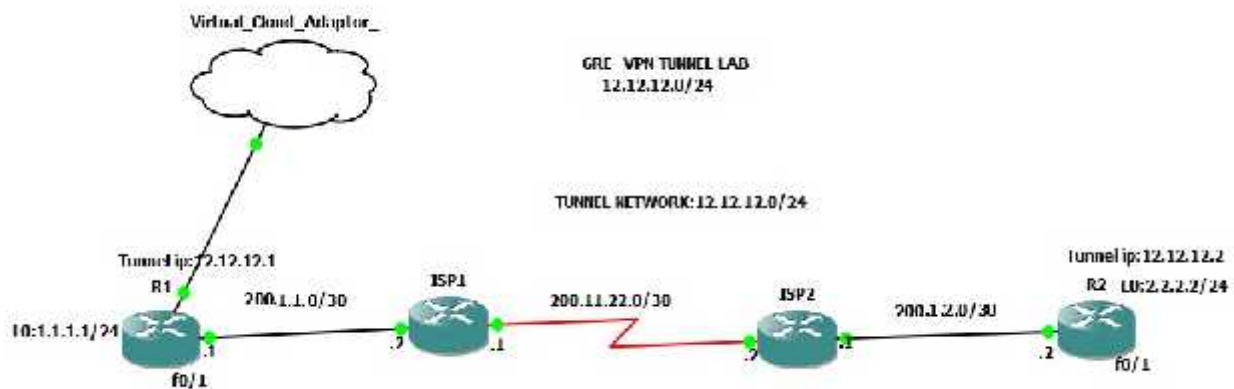 Virtual_Cloud_Adapter_
GRE VPN TUNNEL LAB
12.12.12.0/24
TUNNEL NETWORK:12.12.12.0/24
Tunnel ip:12.12.12.1
R1
L0:1.1.1.1/24
.1
f0/1
200.1.1.0/30
.2
ISP1
.1
200.11.22.0/30
ISP2
.2
.1
200.1.2.0/30
Tunnel ip:12.12.12.2
R2 L0:2.2.2.2/24
.2
f0/1